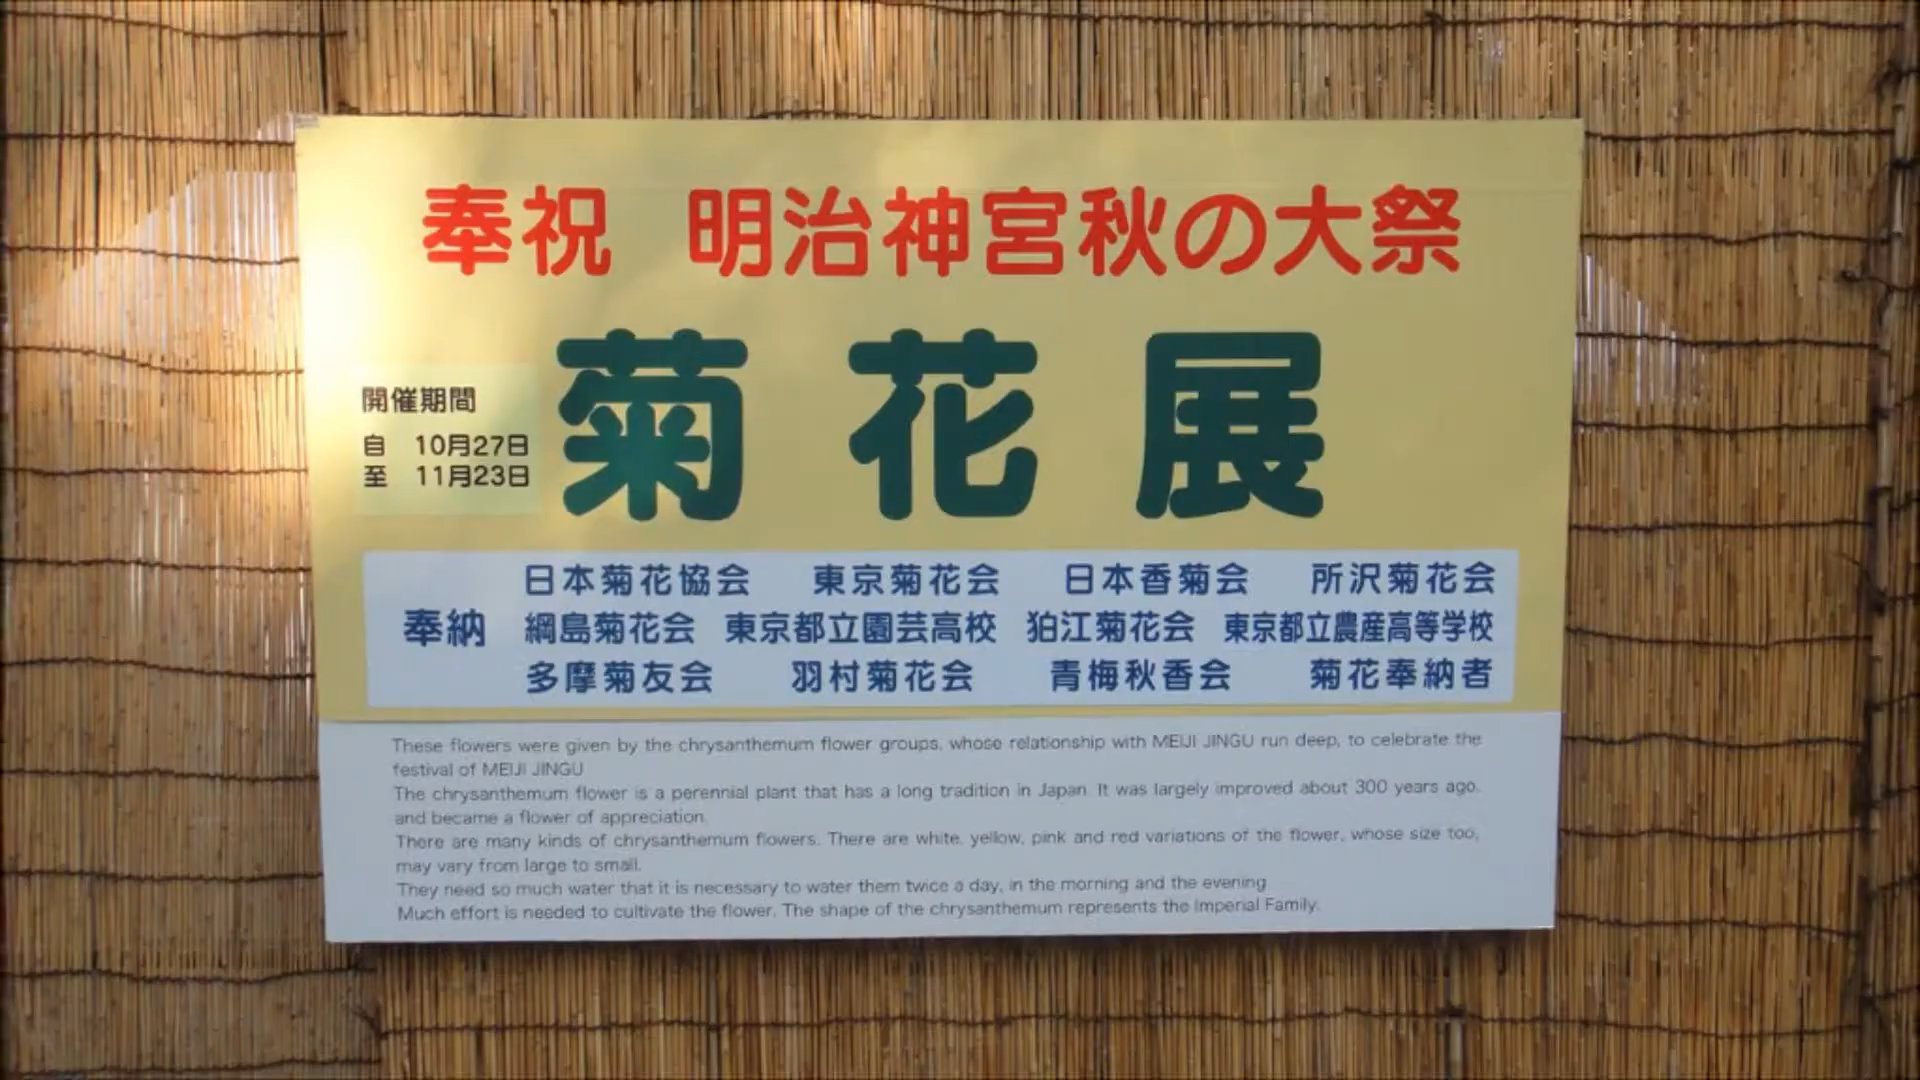 奉祝 明治神宮秋の大祭
菊花展
開催期間
自 10月27日
至 11月23日
奉納
日本菊花協会 東京菊花会 日本香菊会 所沢菊花会
綱島菊花会 東京都立園芸高校 狛江菊花会 東京都立農産高等学校
多摩菊友会 羽村菊花会 青梅秋香会 菊花奉納者
These flowers were given by the chrysanthemum flower groups, whose relationship with MEIJI JINGU run deep, to celebrate the
festival of MEIJI JINGU
The chrysanthemum flower is a perennial plant that has a long tradition in Japan. It was largely improved about 300 years ago,
and became a flower of appreciation.
There are many kinds of chrysanthemum flowers. There are white, yellow, pink and red variations of the flower, whose size too,
may vary from large to small.
They need so much water that it is necessary to water them twice a day, in the morning and the evening
Much effort is needed to cultivate the flower. The shape of the chrysanthemum represents the Imperial Family.